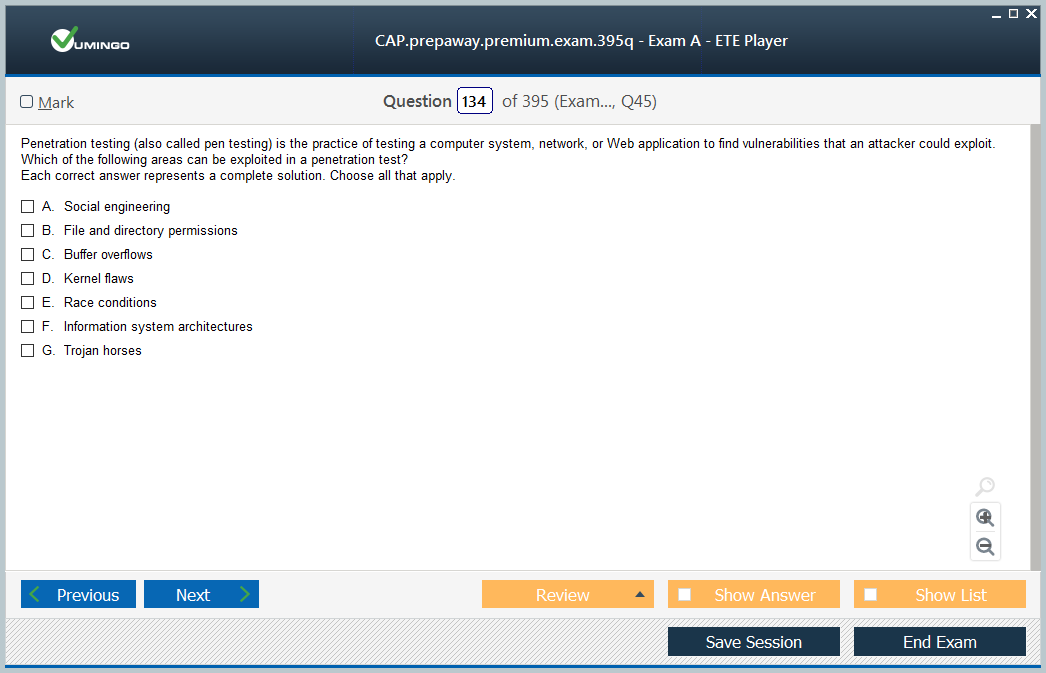 VUMINGO
CAP.prepaway.premium.exam.395q - Exam A - ETE Player
Mark
Question 134 of 395 (Exam..., Q45)
Penetration testing (also called pen testing) is the practice of testing a computer system, network, or Web application to find vulnerabilities that an attacker could exploit.
Which of the following areas can be exploited in a penetration test?
Each correct answer represents a complete solution. Choose all that apply.
A. Social engineering
B. File and directory permissions
C. Buffer overflows
D. Kernel flaws
E. Race conditions
F. Information system architectures
G. Trojan horses
Previous Next Review Show Answer Show List
Save Session End Exam